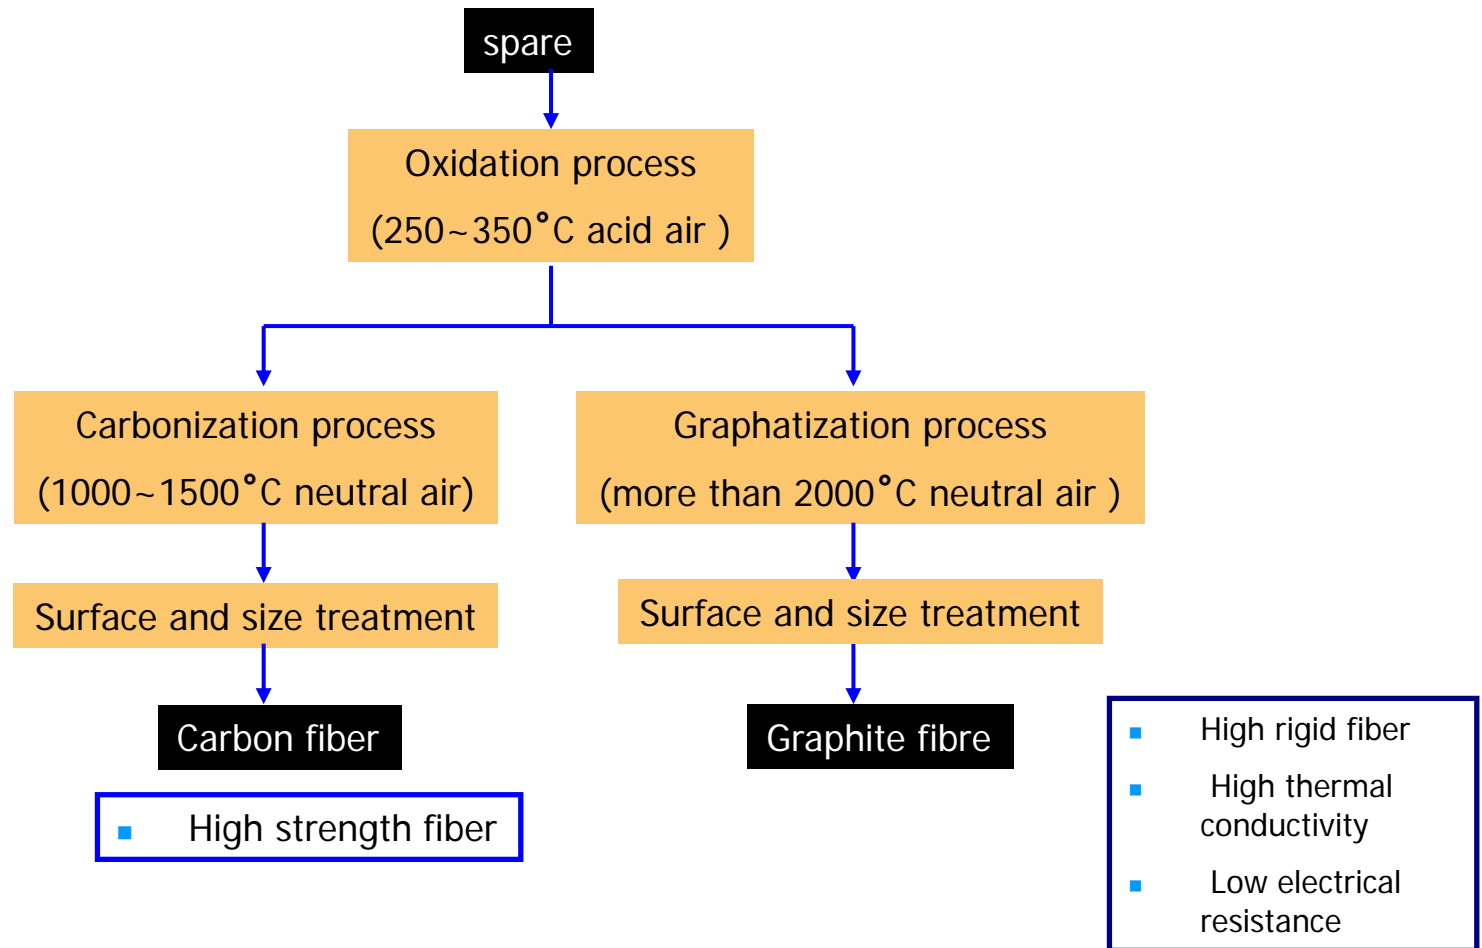 spare
Oxidation process
(250~350°C acid air )
Carbonization process
(1000~1500°C neutral air)
Graphatization process
(more than 2000°C neutral air )
Surface and size treatment
Surface and size treatment
Carbon fiber
Graphite fibre
High strength fiber
High rigid fiber
High thermal
conductivity
Low electrical
resistance